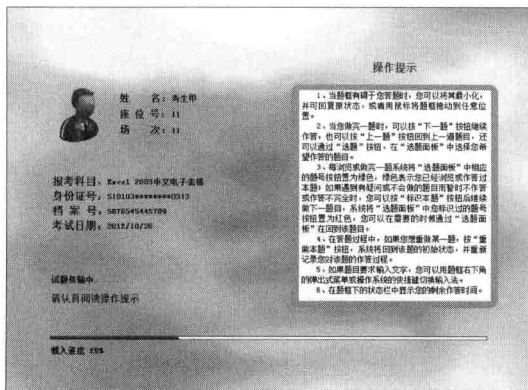 操作提示
姓 名：考生甲
座 位 号：11
场 次：11
报考科目：Excel 2003中文电子表格
身份证号：510103********0313
档 案 号：5876545445789
考试日期：2012/10/26
试题传输中
请认真阅读操作提示
载入进度
1、当题框有碍于您答题时，您可以将其最小化，
并可回复原状态，或者用鼠标将题框拖动到任意位
置。
2、当您做完一题时，可以按“下一题”按钮继续
作答，也可以按“上一题”按钮回到上一道题目，还
可以通过“选题”按钮、在“选题面板”中选择您希
望作答的题目。
3、每浏览或做完一题系统将“选题面板”中相应
的题号按钮置为绿色，绿色表示您已经浏览或作答过
本题；如果遇到有疑问或不会做的题目而暂时不作答
或作答不完全时，您可以按“标识本题”按钮后继续
做下一题目，系统将“选题面板”中您标识过的题号
按钮置为红色，您可以在需要的时候通过“选题面
板”在回到该题目。
4、在答题过程中，如果您想重做某一题，按“重
做本题”按钮，系统将回到该题的初始状态，并重新
记录您对该题的作答过程。
5、如果题目要求输入文字，您可以用题框右下角
的弹出式菜单或操作系统的快捷键切换输入法。
6、在题框下的状态栏中显示您的剩余作答时间。